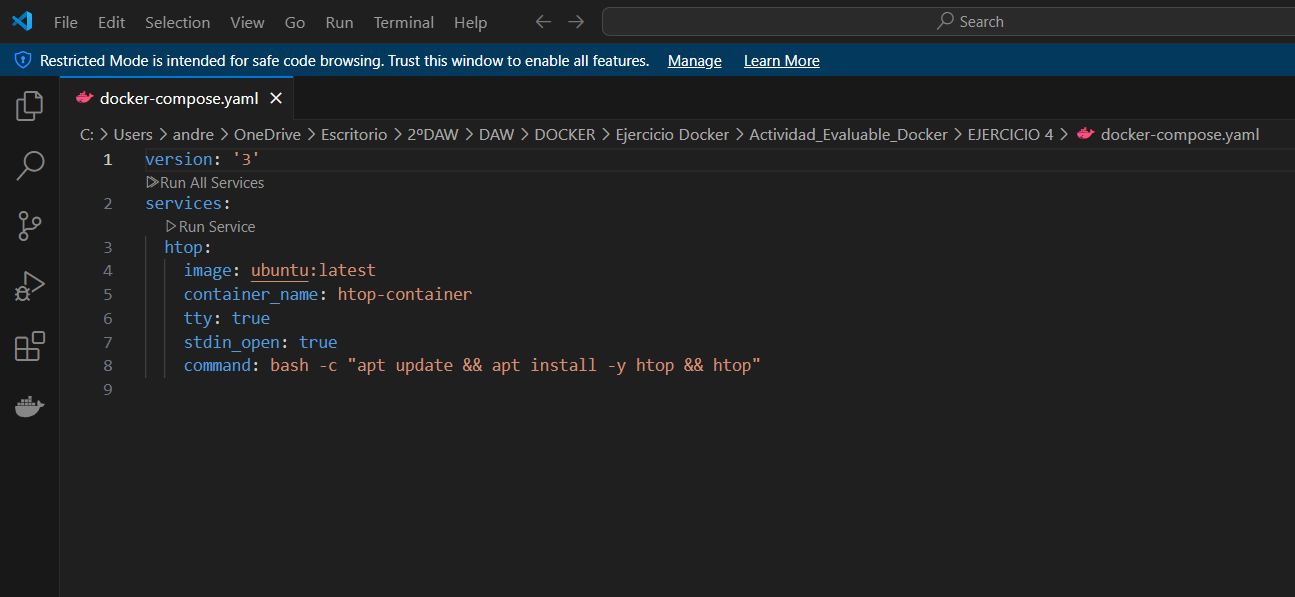 File Edit Selection View Go Run Terminal Help Search
Restricted Mode is intended for safe code browsing. Trust this window to enable all features. Manage Learn More
docker-compose.yaml
C: > Users > andre > OneDrive > Escritorio > 2ºDAW > DAW > DOCKER > Ejercicio Docker > Actividad_Evaluable_Docker > EJERCICIO 4 > docker-compose.yaml
1 version: '3'
Run All Services
2 services:
Run Service
3 htop:
4 image: ubuntu:latest
5 container_name: htop-container
6 tty: true
7 stdin_open: true
8 command: bash -c "apt update && apt install -y htop && htop"
9